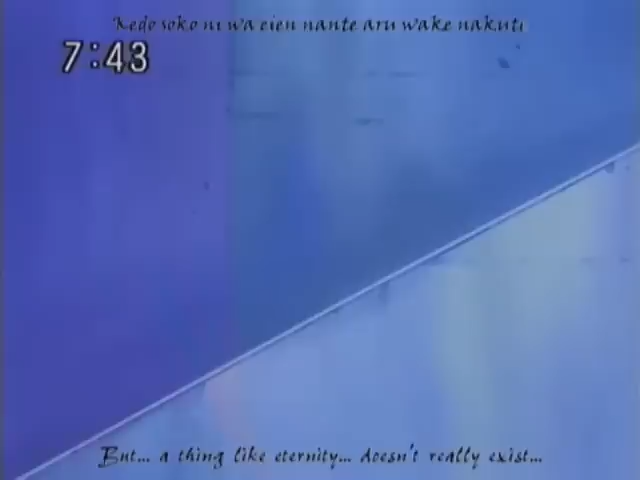 Kedo soko ni wa eien nante aru wake nakute
7:43
But... a thing like eternity... doesn't really exist...